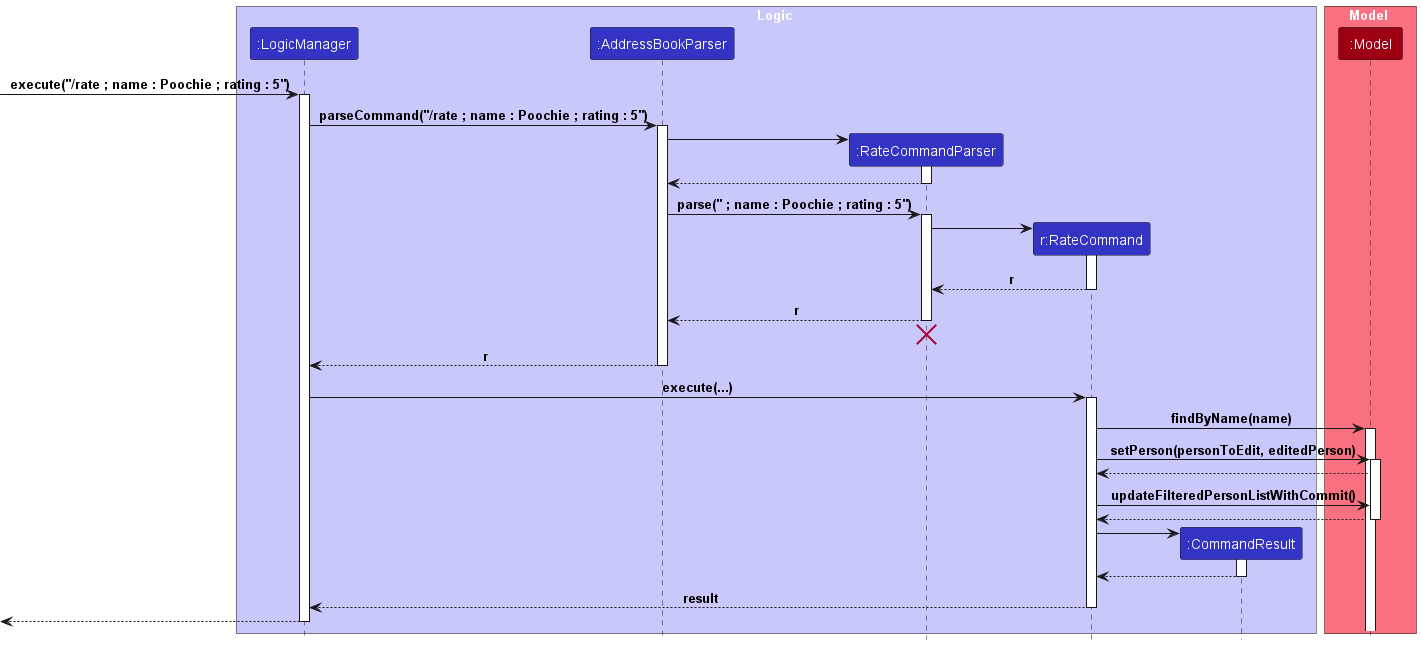 Logic
Model
:LogicManager
:AddressBookParser
:Model
execute("/rate ; name : Poochie ; rating : 5")
parseCommand("/rate ; name : Poochie ; rating : 5")
:RateCommandParser
parse(" ; name : Poochie ; rating : 5")
r:RateCommand
r
r
r
execute(...)
findByName(name)
setPerson(personToEdit, editedPerson)
updateFilteredPersonListWithCommit()
:CommandResult
result